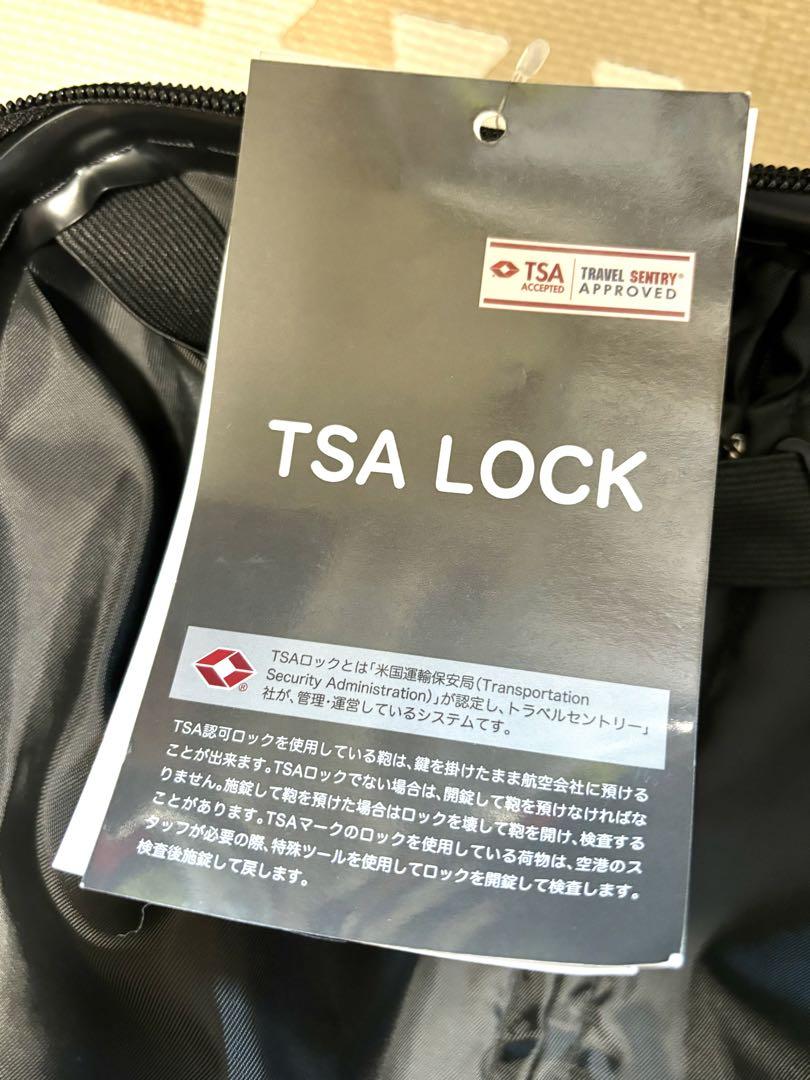 TSA
ACCEPTED
TRAVEL SENTRY®
APPROVED
TSA LOCK
TSAロックとは「米国運輸保安局(Transportation
Security Administration)」が認定し、トラベルセントリー」
社が、管理・運営しているシステムてす。
®
TSA認可ロックを使用している鞄は、鍵を掛けたまま航空会社に預ける
ことが出来ます。TSAロックでない場合は、開錠して鞄を預けなければな
りません。施錠して鞄を預けた場合はロックを壊して鞄を開け、検査する
ことがあります。TSAマークのロックを使用している荷物は、空港のス
タッフが必要の際、特殊ツールを使用してロックを開錠して検査します。
検査後施錠して戻します。